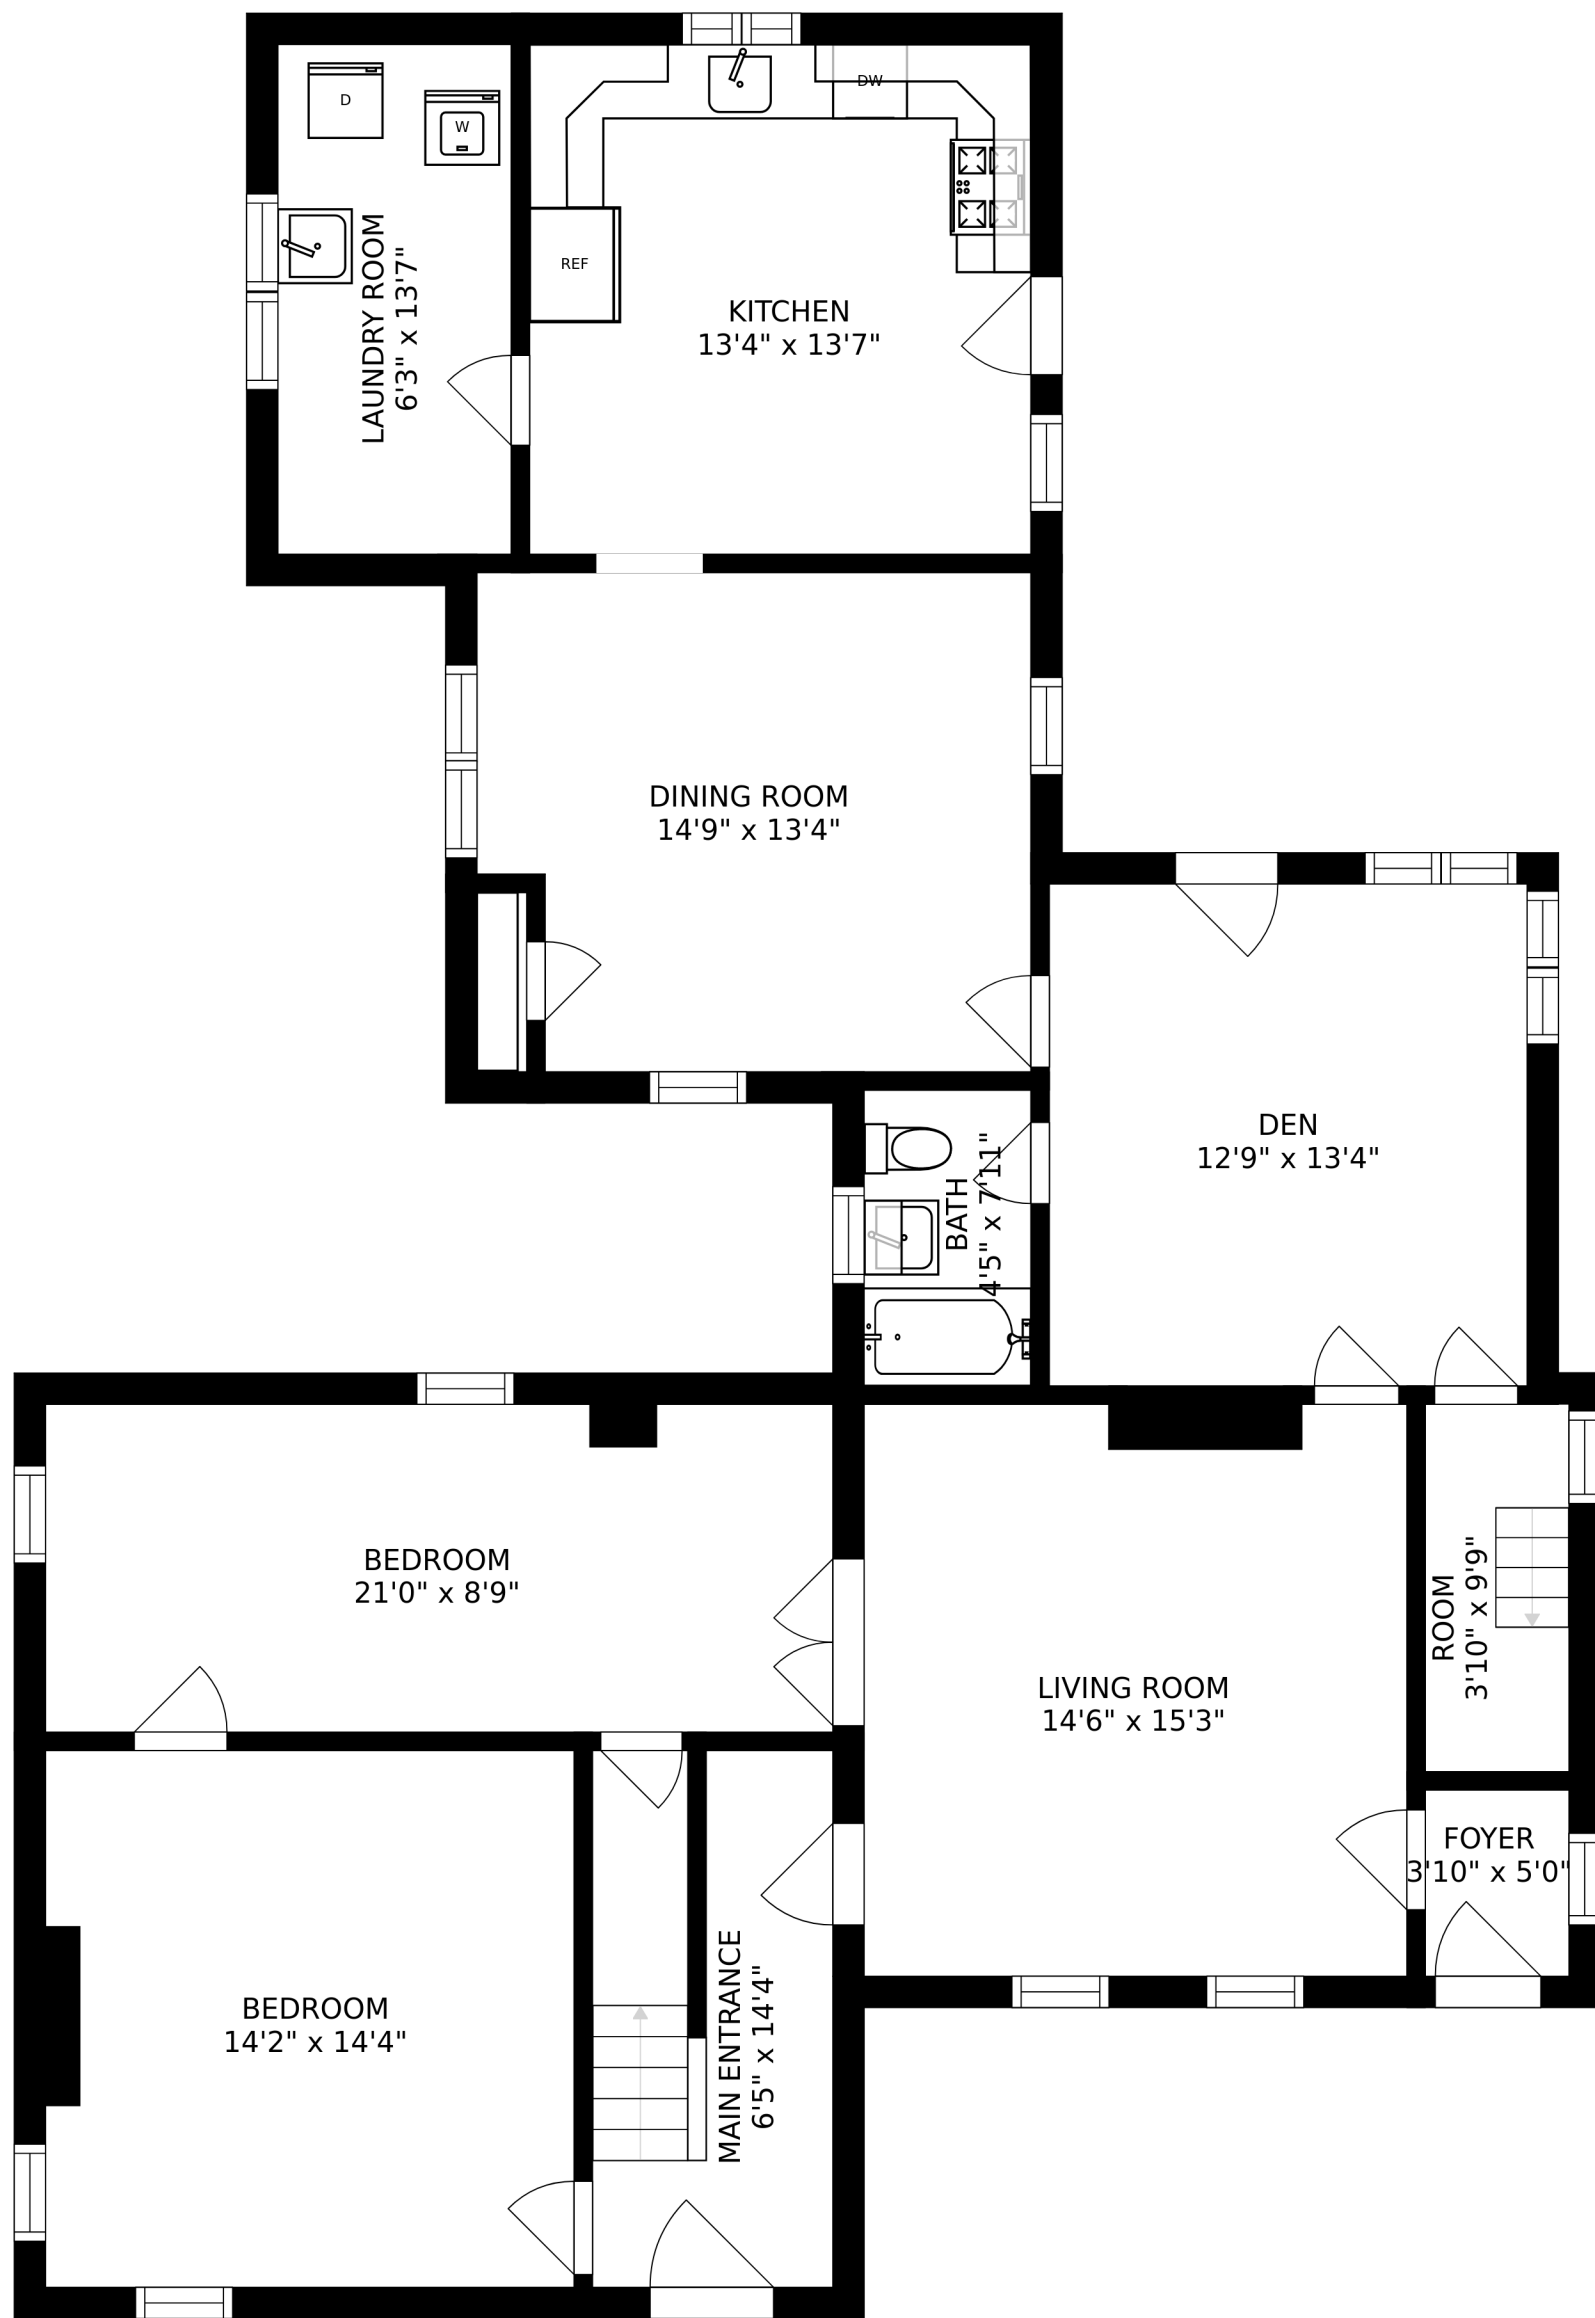 D
W
DW
REF
LAUNDRY ROOM
6'3" x 13'7"
KITCHEN
13'4" x 13'7"
DINING ROOM
14'9" x 13'4"
DEN
12'9" x 13'4"
BATH
4'5" x 7'11"
BEDROOM
21'0" x 8'9"
LIVING ROOM
14'6" x 15'3"
ROOM
3'10" x 9'9"
FOYER
3'10" x 5'0"
BEDROOM
14'2" x 14'4"
MAIN ENTRANCE
6'5" x 14'4"